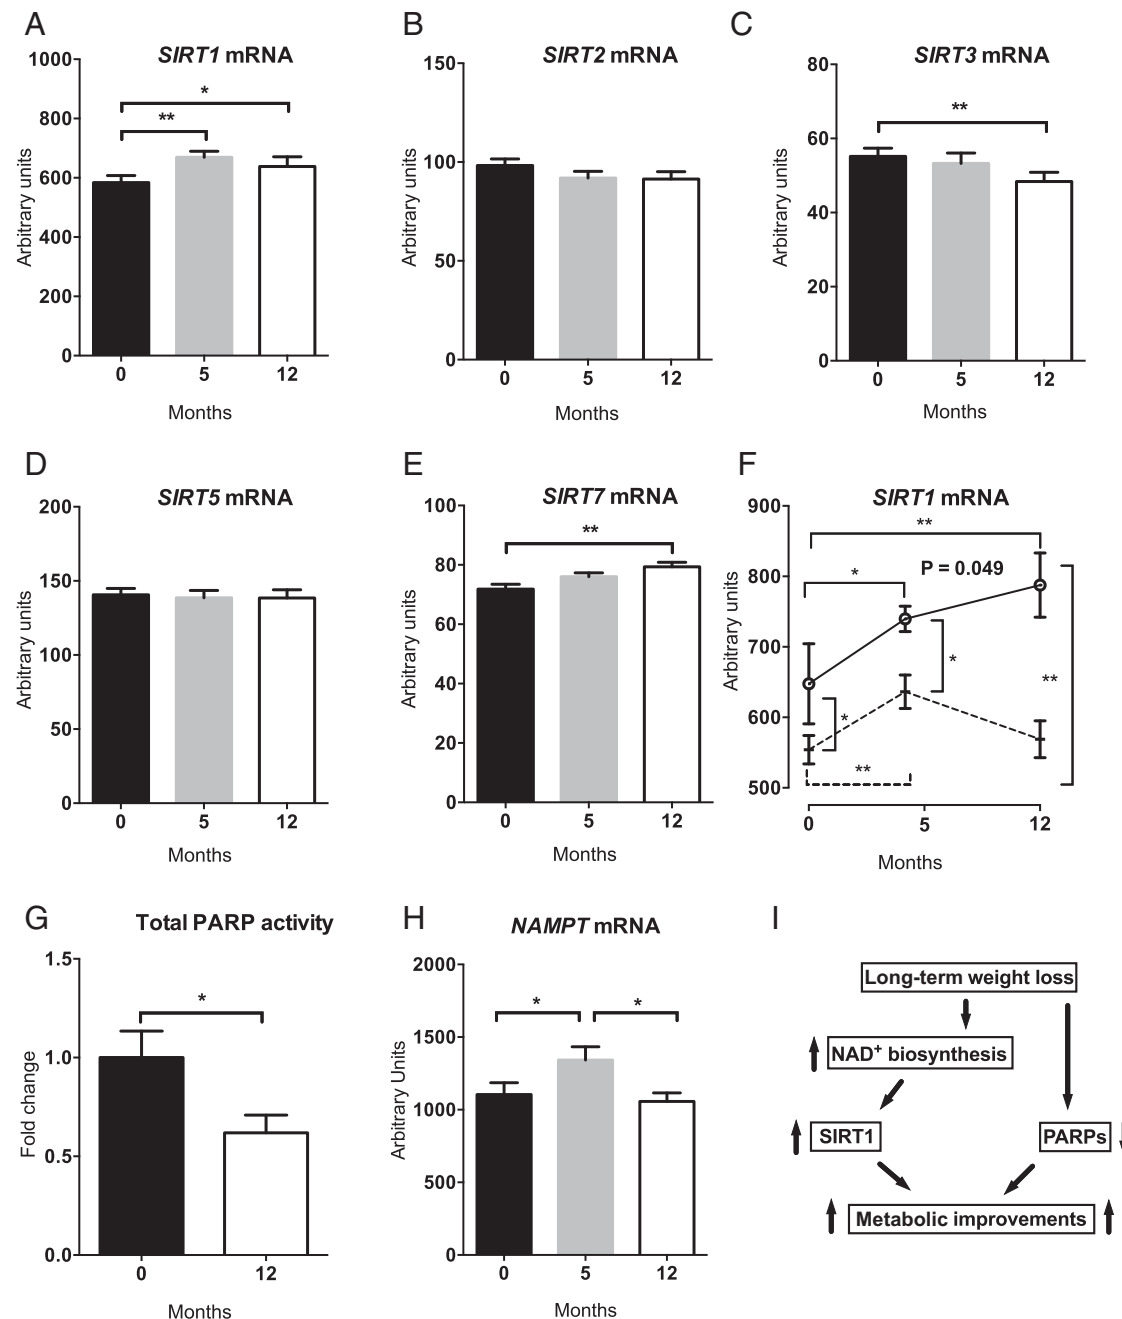 A
SIRT1 mRNA
1000
800
600
400
200
0
Arbitrary units
*
**
0 5 12
Months
B
SIRT2 mRNA
150
100
50
0
Arbitrary units
0 5 12
Months
C
SIRT3 mRNA
80
60
40
20
0
Arbitrary units
**
0 5 12
Months
D
SIRT5 mRNA
200
150
100
50
0
Arbitrary units
0 5 12
Months
E
SIRT7 mRNA
100
80
60
40
20
0
Arbitrary units
**
0 5 12
Months
F
SIRT1 mRNA
900
800
700
600
500
Arbitrary units
**
P = 0.049
*
*
**
*
**
0 5 12
Months
G
Total PARP activity
1.5
1.0
0.5
0.0
Fold change
*
0 12
Months
H
NAMPT mRNA
2000
1500
1000
500
0
Arbitrary Units
* *
0 5 12
Months
I
Long-term weight loss
NAD+ biosynthesis
SIRT1 PARPs
Metabolic improvements